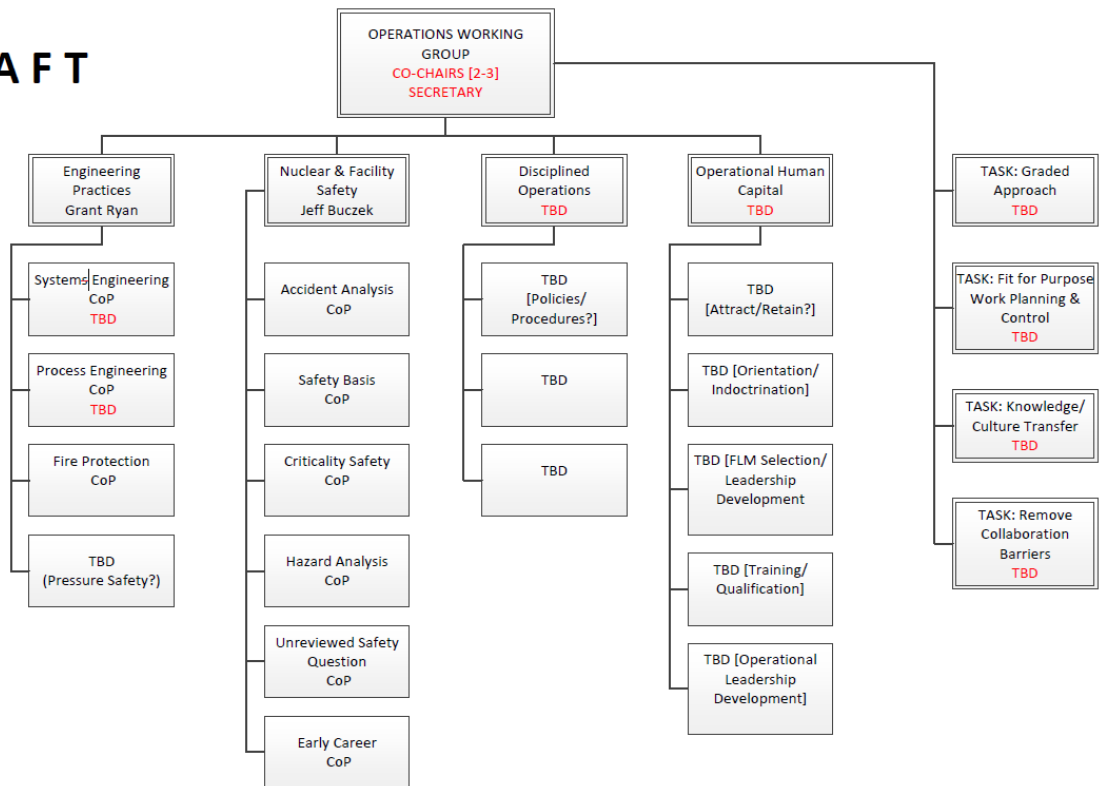 A F T
OPERATIONS WORKING
GROUP
CO-CHAIRS [2-3]
SECRETARY
Engineering
Practices
Grant Ryan
Systems Engineering
CoP
TBD
Process Engineering
CoP
TBD
Fire Protection
CoP
TBD
(Pressure Safety?)
Nuclear & Facility
Safety
Jeff Buczek
Accident Analysis
CoP
Safety Basis
CoP
Criticality Safety
CoP
Hazard Analysis
CoP
Unreviewed Safety
Question
CoP
Early Career
CoP
Disciplined
Operations
TBD
TBD
[Policies/
Procedures?]
TBD
TBD
Operational Human
Capital
TBD
TBD
[Attract/Retain?]
TBD [Orientation/
Indoctrination]
TBD [FLM Selection/
Leadership
Development
TBD [Training/
Qualification]
TBD [Operational
Leadership
Development]
TASK: Graded
Approach
TBD
TASK: Fit for Purpose
Work Planning &
Control
TBD
TASK: Knowledge/
Culture Transfer
TBD
TASK: Remove
Collaboration
Barriers
TBD